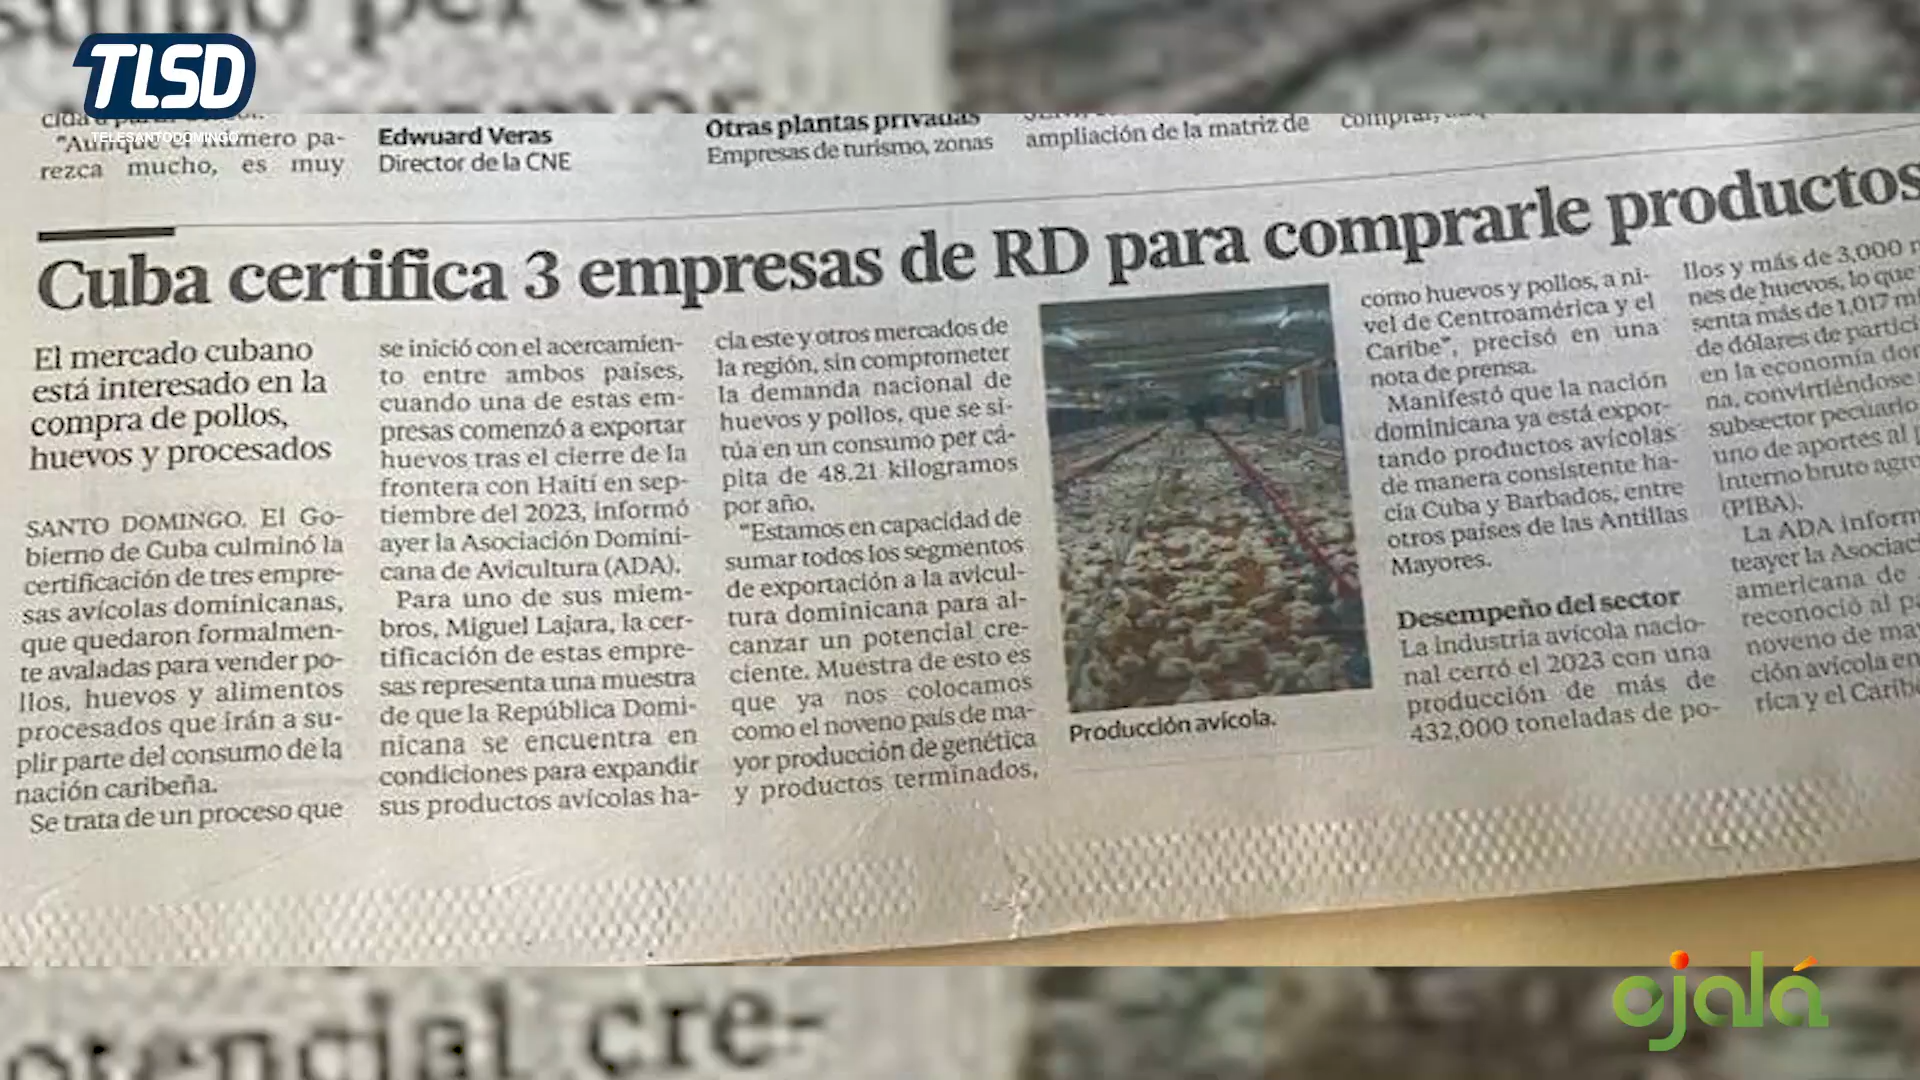 TLSD
TELESANTODOMINGO
"Aunque el número pa-
rezca mucho, es muy
Edwuard Veras
Director de la CNE
Otras plantas privadas
Empresas de turismo, zonas
ampliación de la matriz de
Cuba certifica 3 empresas de RD para comprarle productos
El mercado cubano
está interesado en la
compra de pollos,
huevos y procesados
SANTO DOMINGO. El Go-
bierno de Cuba culminó la
certificación de tres empre-
sas avícolas dominicanas,
que quedaron formalmen-
te avaladas para vender po-
llos, huevos y alimentos
procesados que irán a su-
plir parte del consumo de la
nación caribeña.
Se trata de un proceso que
se inició con el acercamien-
to entre ambos países,
cuando una de estas em-
presas comenzó a exportar
huevos tras el cierre de la
frontera con Haití en sep-
tiembre del 2023, informó
ayer la Asociación Domini-
cana de Avicultura (ADA).
Para uno de sus miem-
bros, Miguel Lajara, la cer-
tificación de estas empre-
sas representa una muestra
de que la República Domi-
nicana se encuentra en
condiciones para expandir
sus productos avícolas ha-
cia este y otros mercados de
la región, sin comprometer
la demanda nacional de
huevos y pollos, que se si-
túa en un consumo per cá-
pita de 48.21 kilogramos
por año.
"Estamos en capacidad de
sumar todos los segmentos
de exportación a la avicul-
tura dominicana para al-
canzar un potencial cre-
ciente. Muestra de esto es
que ya nos colocamos
como el noveno país de ma-
yor producción de genética
y productos terminados,
Producción avícola.
como huevos y pollos, a ni-
vel de Centroamérica y el
Caribe", precisó en una
nota de prensa.
Manifestó que la nación
dominicana ya está expor-
tando productos avícolas
de manera consistente ha-
cia Cuba y Barbados, entre
otros países de las Antillas
Mayores.
Desempeño del sector
La industria avícola nacio-
nal cerró el 2023 con una
producción de más de
432,000 toneladas de po-
llos y más de 3,000
nes de huevos, lo que
senta más de 1,017
de dólares de partici
en la economía
na, convirtiéndose
subsector pecuario
uno de aportes al
interno bruto
(PIBA).
La ADA
teayer la
americana de
reconoció al
noveno de
ción avícola en
rica y el
ojalá
otencial cre-